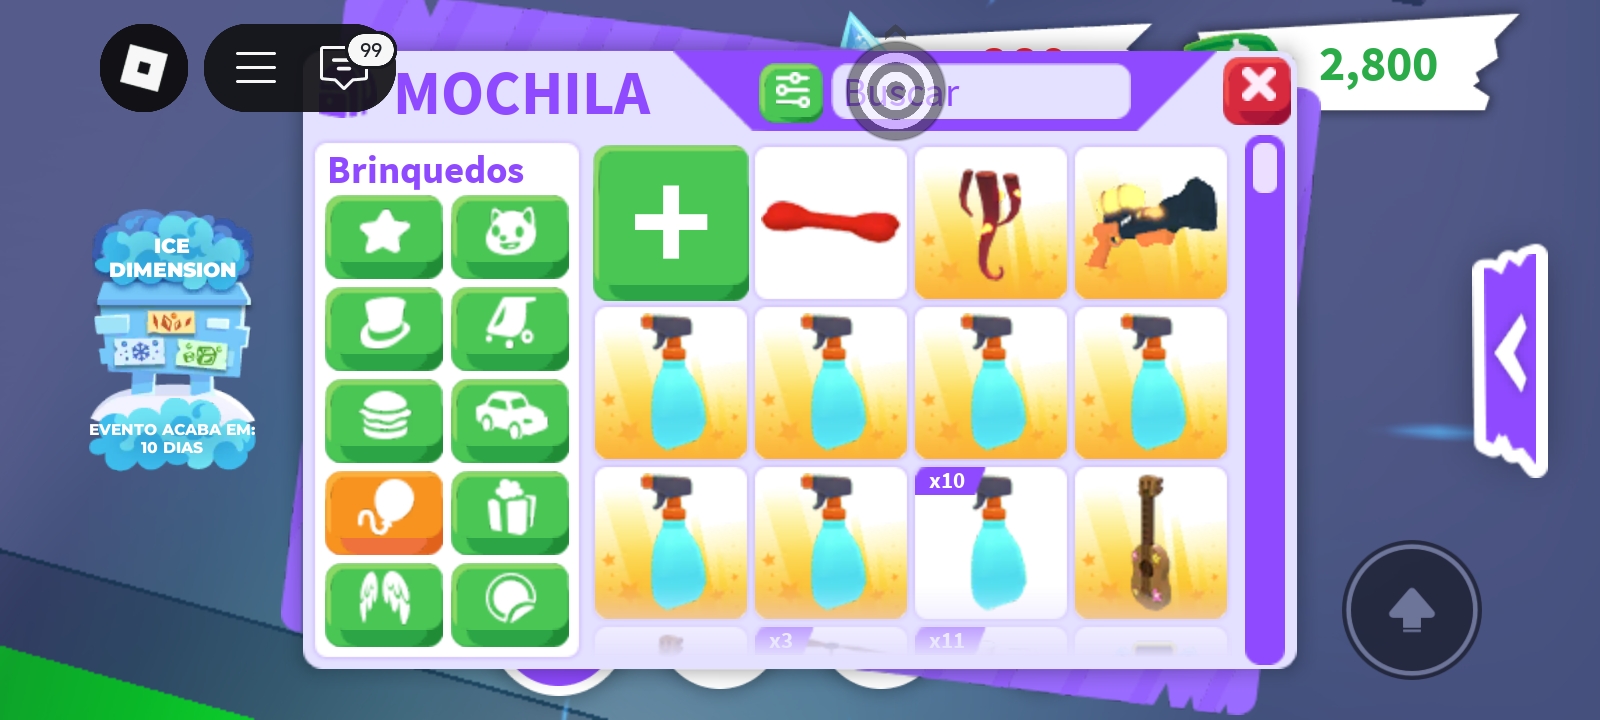 99
MOCHILA
Buscar
2,800
Brinquedos
ICE
DIMENSION
EVENTO ACABA EM:
10 DIAS
x10
x3
x11